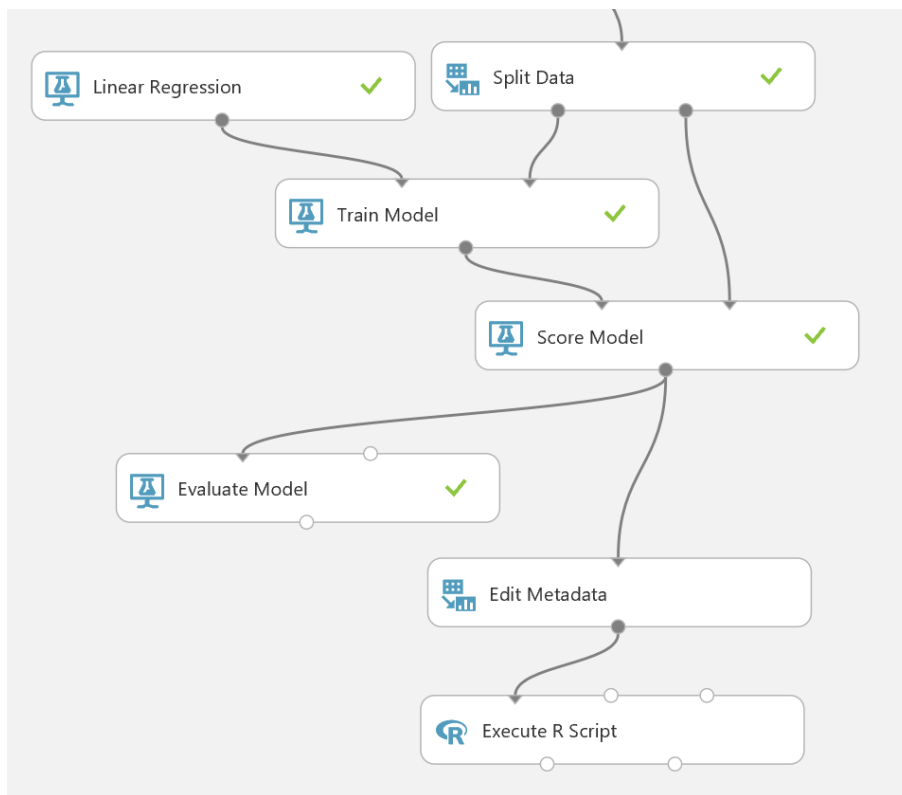 Linear Regression
Split Data
Train Model
Score Model
Evaluate Model
Edit Metadata
R Execute R Script